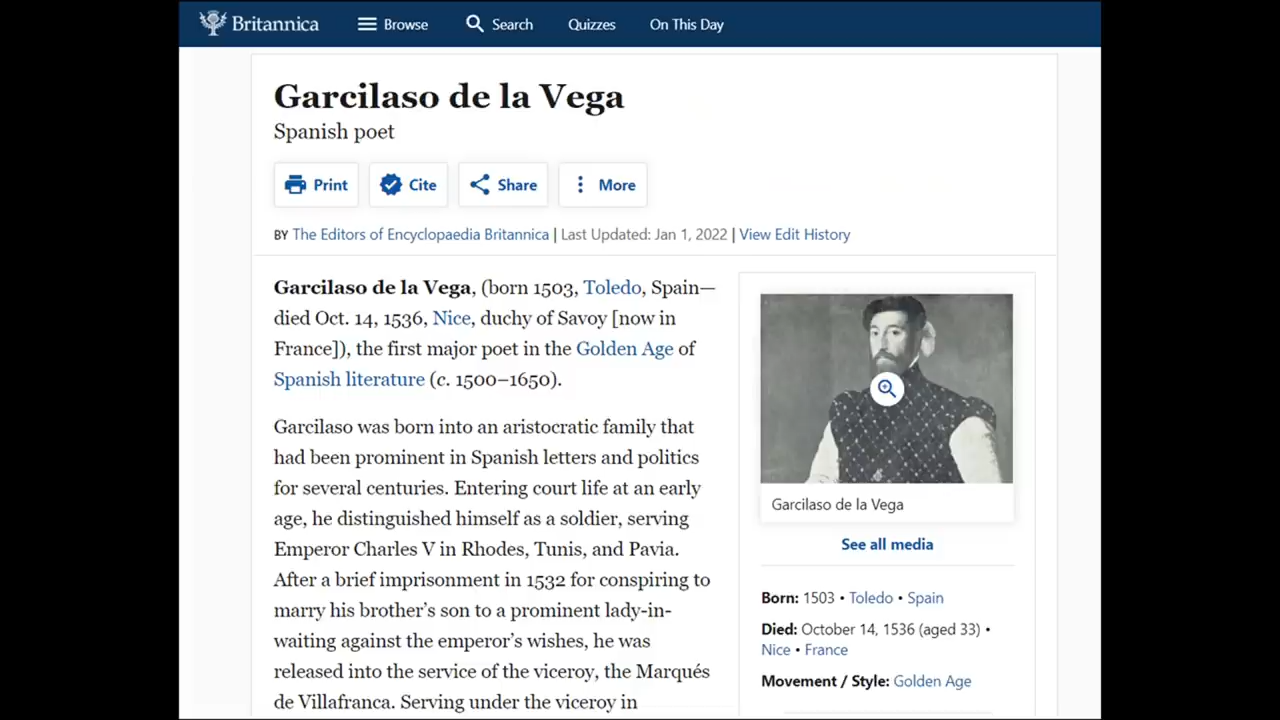 Britannica Browse Search Quizzes On This Day
Garcilaso de la Vega
Spanish poet
Print Cite Share More
BY The Editors of Encyclopaedia Britannica | Last Updated: Jan 1, 2022 | View Edit History
Garcilaso de la Vega, (born 1503, Toledo, Spain—
died Oct. 14, 1536, Nice, duchy of Savoy [now in
France]), the first major poet in the Golden Age of
Spanish literature (c. 1500–1650).
Garcilaso was born into an aristocratic family that
had been prominent in Spanish letters and politics
for several centuries. Entering court life at an early
age, he distinguished himself as a soldier, serving
Emperor Charles V in Rhodes, Tunis, and Pavia.
After a brief imprisonment in 1532 for conspiring to
marry his brother’s son to a prominent lady-in-
waiting against the emperor’s wishes, he was
released into the service of the viceroy, the Marqués
de Villafranca. Serving under the viceroy in
Garcilaso de la Vega
See all media
Born: 1503 • Toledo • Spain
Died: October 14, 1536 (aged 33) •
Nice • France
Movement / Style: Golden Age